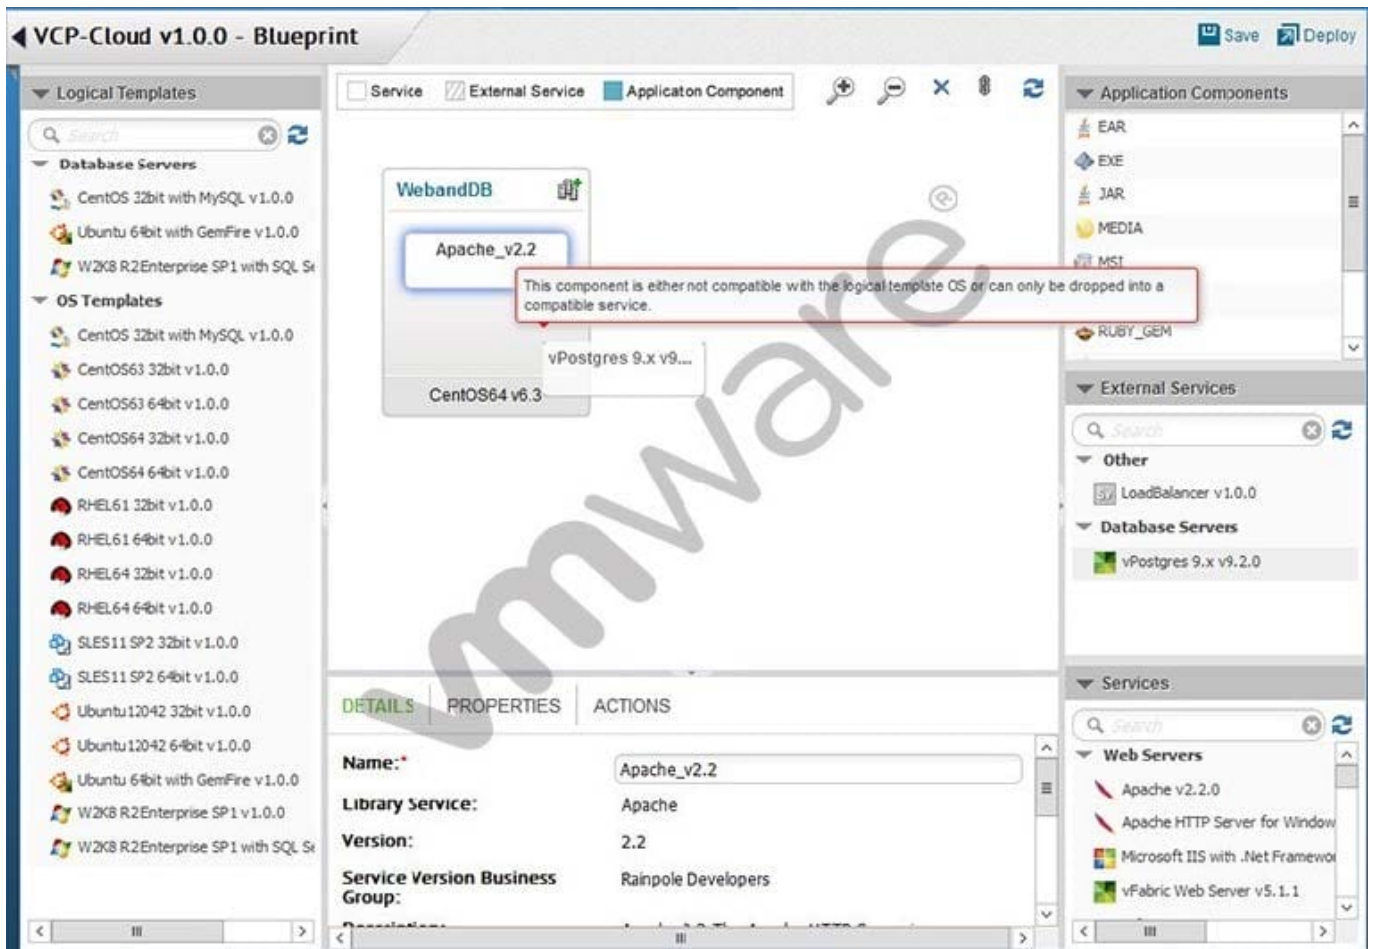 VCP-Cloud v1.0.0 - Blueprint
Save
Deploy
Logical Templates
Search
Database Servers
CentOS 32bit with MySQL v1.0.0
Ubuntu 64bit with GemFire v1.0.0
W2K8 R2 Enterprise SP1 with SQL Se
OS Templates
CentOS 32bit with MySQL v1.0.0
CentOS63 32bit v1.0.0
CentOS63 64bit v1.0.0
CentOS64 32bit v1.0.0
CentOS64 64bit v1.0.0
RHEL61 32bit v1.0.0
RHEL61 64bit v1.0.0
RHEL64 32bit v1.0.0
RHEL64 64bit v1.0.0
SLES11 SP2 32bit v1.0.0
SLES11 SP2 64bit v1.0.0
Ubuntu12042 32bit v1.0.0
Ubuntu12042 64bit v1.0.0
Ubuntu 64bit with GemFire v1.0.0
W2K8 R2 Enterprise SP1 v1.0.0
W2K8 R2 Enterprise SP1 with SQL Se
Service
External Service
Applicaton Component
WebandDB
Apache_v2.2
This component is either not compatible with the logical template OS or can only be dropped into a
compatible service.
vPostgres 9.x v9....
CentOS64 v6.3
vmware®
DETAILS
PROPERTIES
ACTIONS
Name:*
Apache_v2.2
Library Service:
Apache
Version:
2.2
Service Version Business
Group:
Rainpole Developers
Application Components
EAR
EXE
JAR
MEDIA
MSI
RUBY_GEM
External Services
Search
Other
LoadBalancer v1.0.0
Database Servers
vPostgres 9.x v9.2.0
Services
Search
Web Servers
Apache v2.2.0
Apache HTTP Server for Window
Microsoft IIS with .Net Framewo
vFabric Web Server v5.1.1